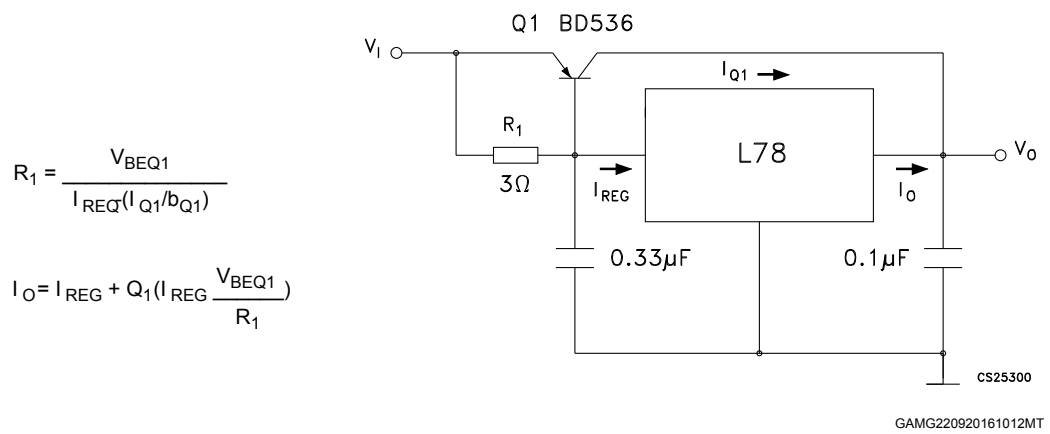 Q1 BD536
V_I
I_Q1
R_1
3Ω
I_REG
L78
I_O
V_O
R_1 = V_BEQ1 / I_REQ-(I_Q1/b_Q1)
0.33µF
0.1µF
I_O = I_REG + Q_1(I_REG V_BEQ1 / R_1)
CS25300
GAMG220920161012MT